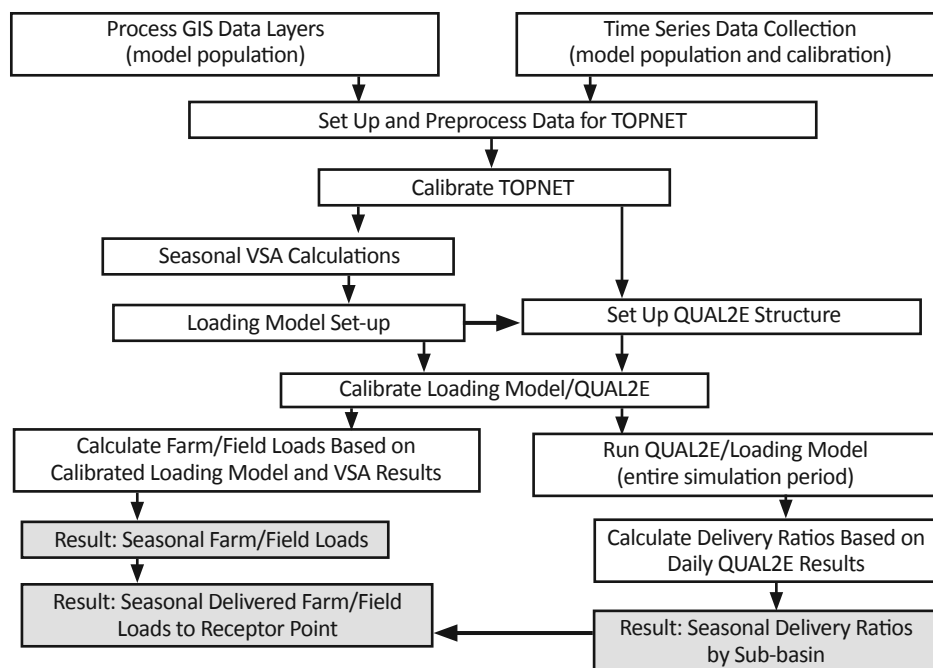 Process GIS Data Layers
(model population)
Time Series Data Collection
(model population and calibration)
Set Up and Preprocess Data for TOPNET
Calibrate TOPNET
Seasonal VSA Calculations
Loading Model Set-up
Set Up QUAL2E Structure
Calibrate Loading Model/QUAL2E
Calculate Farm/Field Loads Based on
Calibrated Loading Model and VSA Results
Run QUAL2E/Loading Model
(entire simulation period)
Result: Seasonal Farm/Field Loads
Calculate Delivery Ratios Based on
Daily QUAL2E Results
Result: Seasonal Delivered Farm/Field
Loads to Receptor Point
Result: Seasonal Delivery Ratios
by Sub-basin